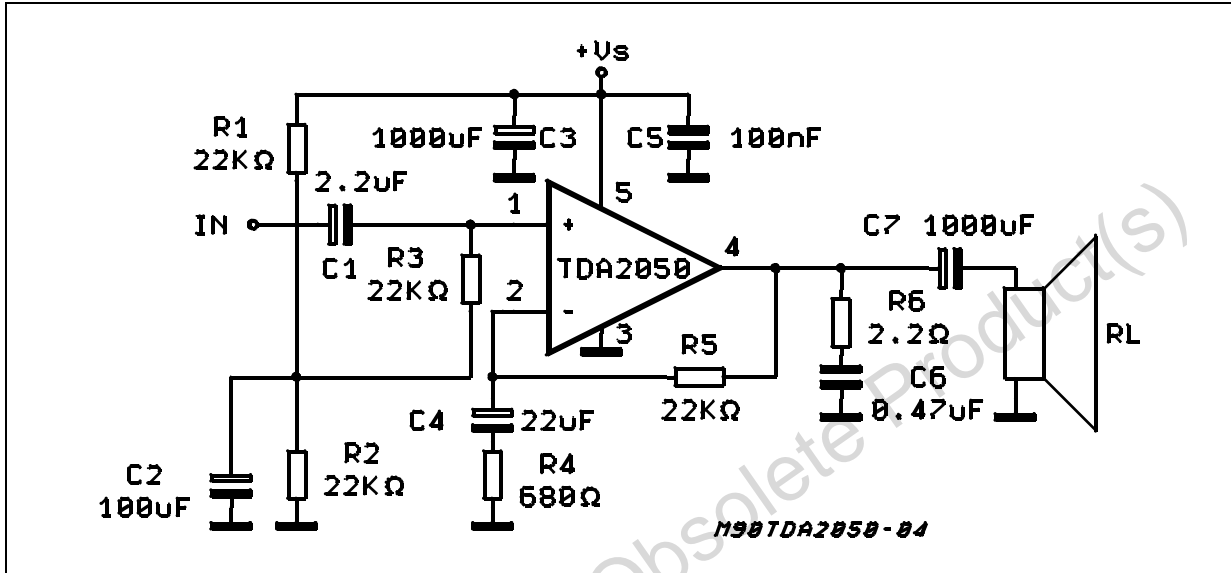 +Vs
R1
22KΩ
1000uF
C3
C5
100nF
2.2uF
IN
C1
R3
22KΩ
1
+
5
TDA2050
4
2
-
3
C7 1000uF
R6
2.2Ω
RL
R5
22KΩ
C6
0.47uF
C4
22uF
R4
680Ω
C2
100uF
R2
22KΩ
M90TDA2050-04
Obsolete Product(s)